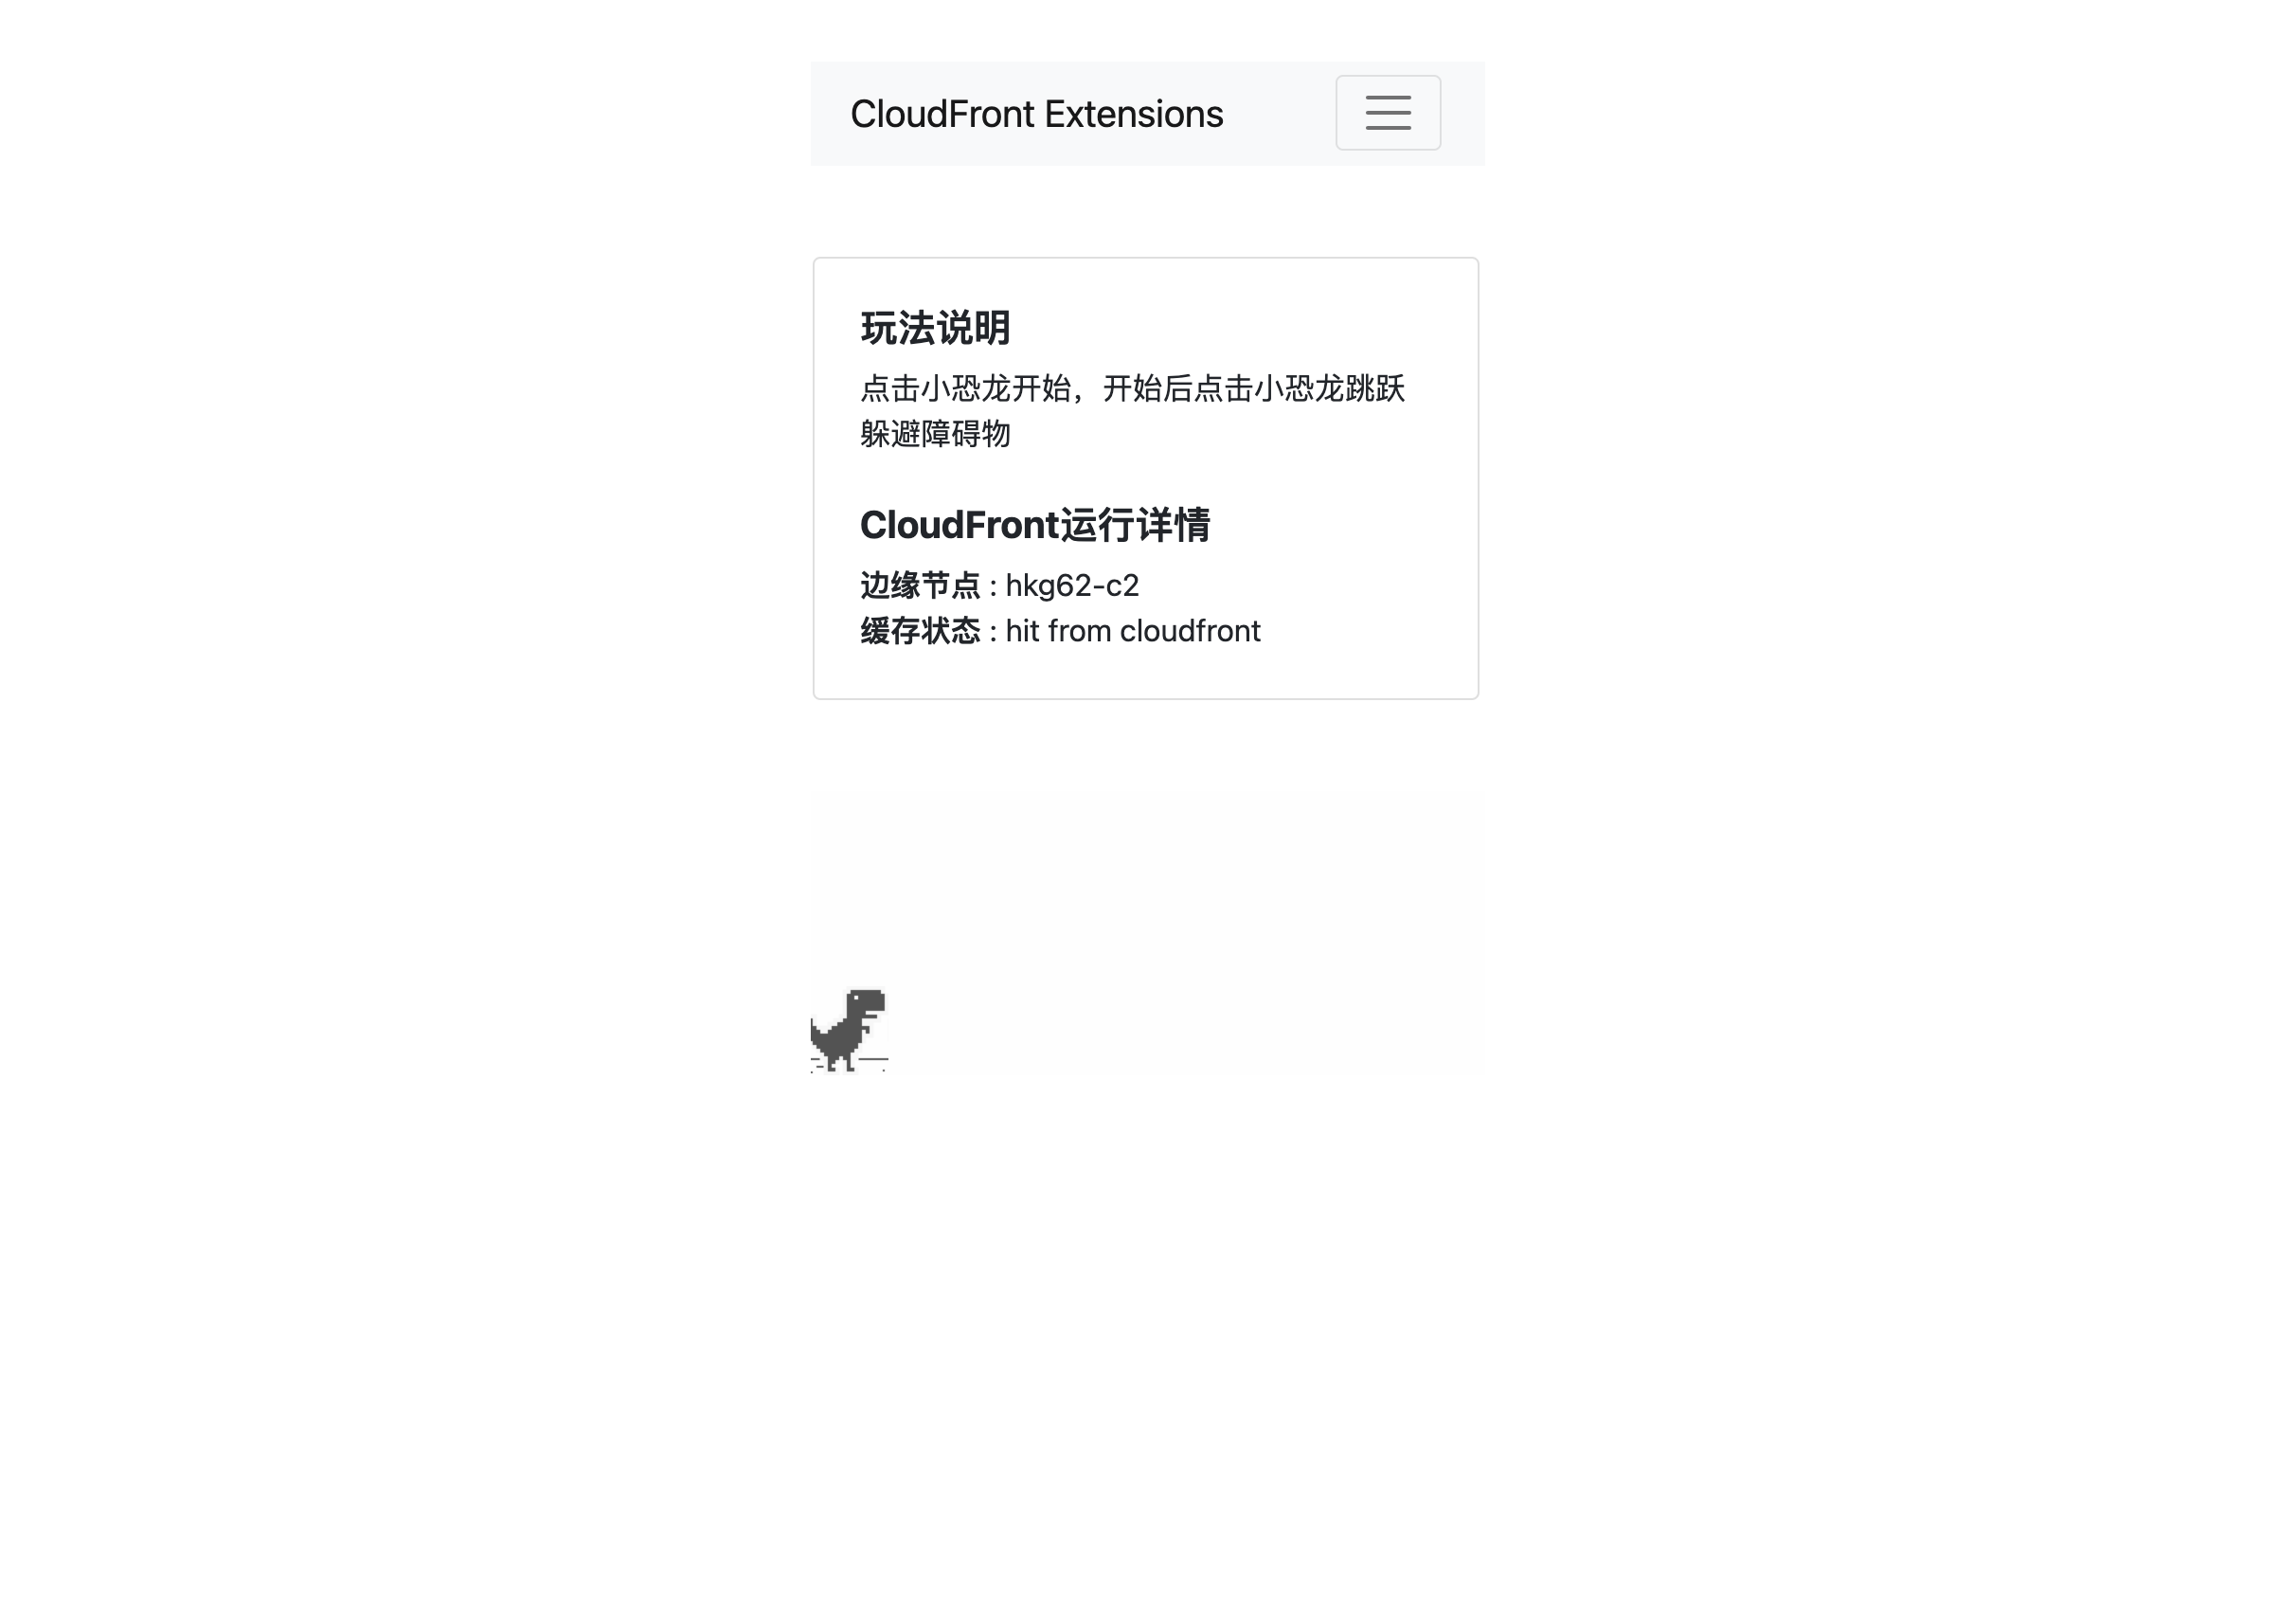 CloudFront Extensions
玩法说明
点击小恐龙开始，开始后点击小恐龙跳跃
躲避障碍物
CloudFront运行详情
边缘节点 : hkg62-c2
缓存状态 : hit from cloudfront